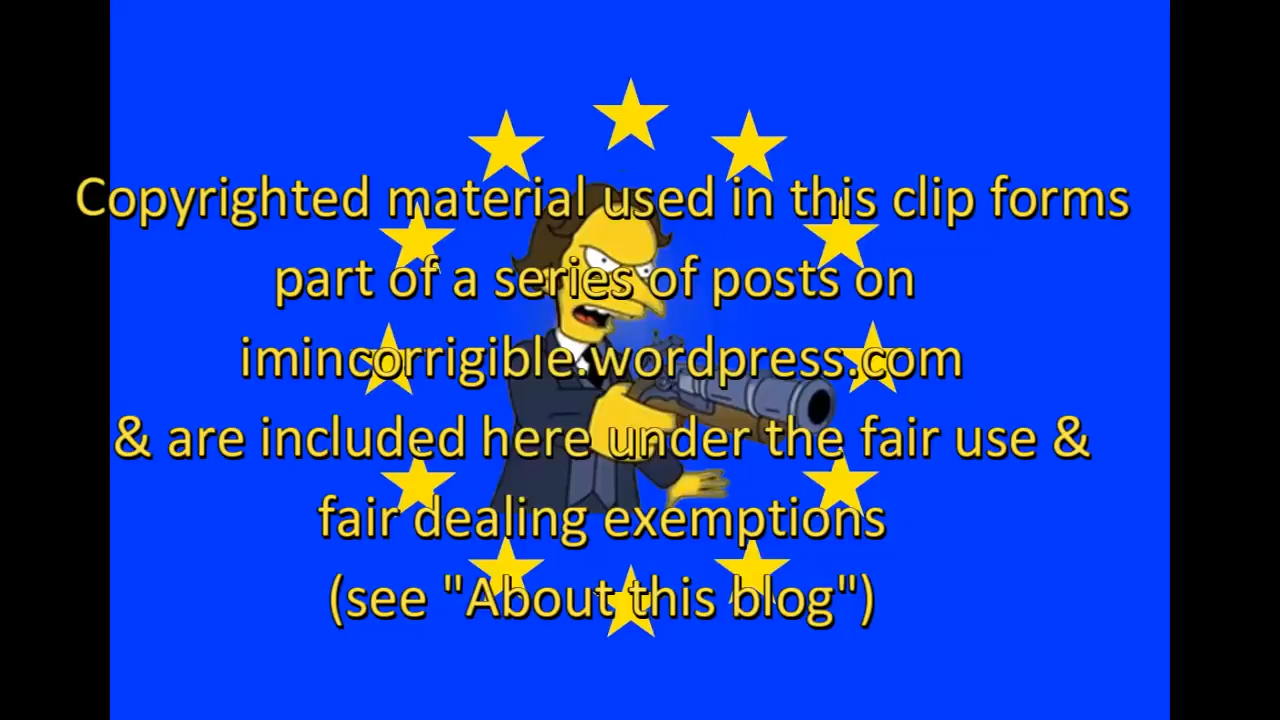 Copyrighted material used in this clip forms
part of a series of posts on
imincorrigible.wordpress.com
& are included here under the fair use &
fair dealing exemptions
(see "About this blog")